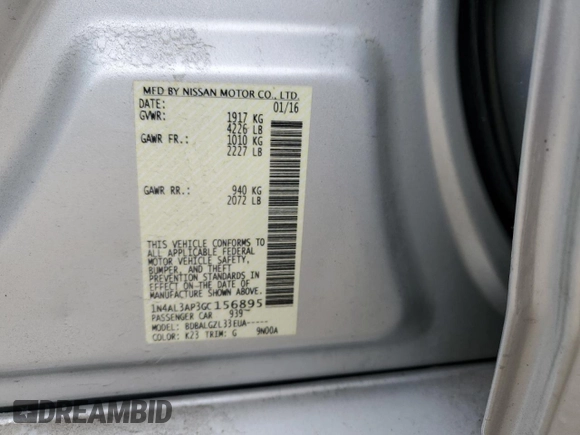 MFD BY NISSAN MOTOR CO., LTD.
DATE: 01/16
GVWR: 1917 KG
4226 LB
GAWR FR.: 1010 KG
2227 LB
GAWR RR.: 940 KG
2072 LB
THIS VEHICLE CONFORMS TO
ALL APPLICABLE FEDERAL
MOTOR VEHICLE SAFETY,
BUMPER, AND THEFT
PREVENTION STANDARDS IN
EFFECT ON THE DATE OF
MANUFACTURE SHOWN ABOVE.
1N4AL3AP3GC156895
PASSENGER CAR 939
MODEL: BDBALGZL33EUA-----
COLOR: K23 TRIM: G 9N00A
DREAMBID